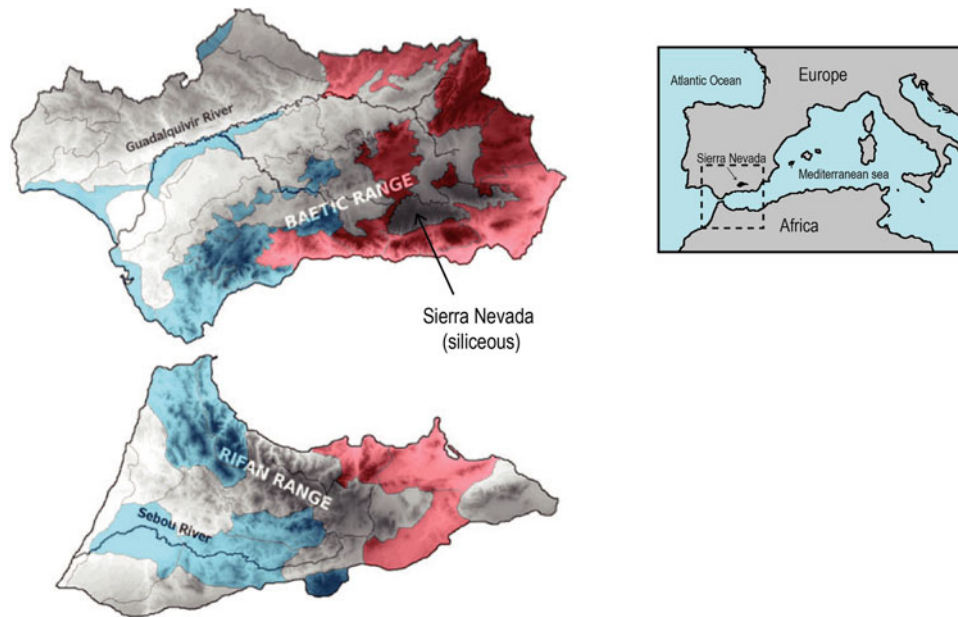 Guadalquivir River
BAETIC RANGE
Sierra Nevada
(siliceous)
RIFAN RANGE
Sebou River
Atlantic Ocean
Europe
Sierra Nevada
Mediterranean sea
Africa